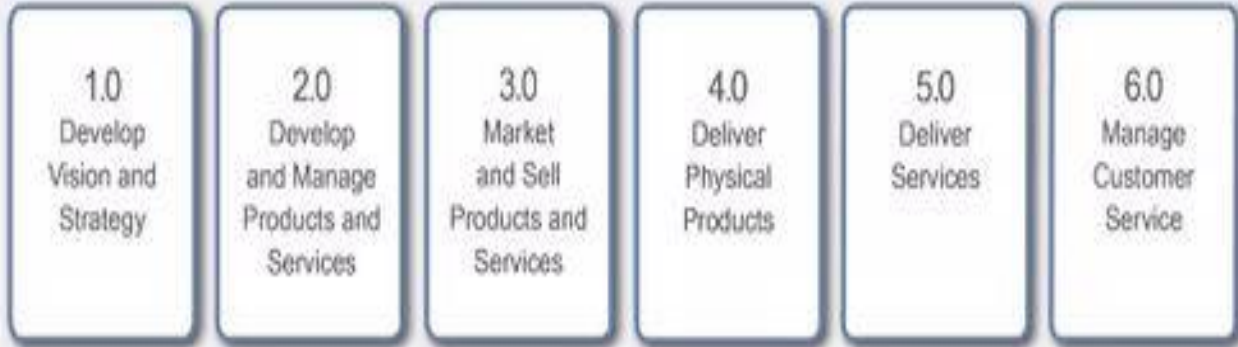 1.0
Develop
Vision and
Strategy
2.0
Develop
and Manage
Products and
Services
3.0
Market
and Sell
Products and
Services
4.0
Deliver
Physical
Products
5.0
Deliver
Services
6.0
Manage
Customer
Service